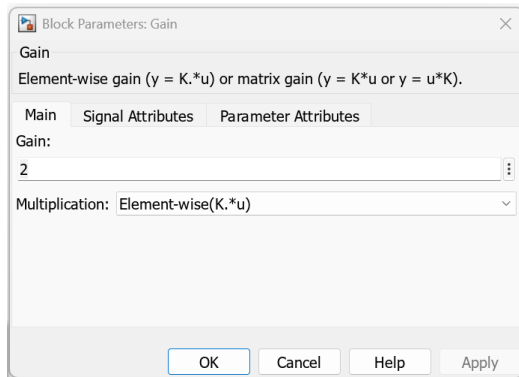 Block Parameters: Gain
Gain
Element-wise gain (y = K.*u) or matrix gain (y = K*u or y = u*K).
Main Signal Attributes Parameter Attributes
Gain:
2
Multiplication: Element-wise(K.*u)
OK Cancel Help Apply